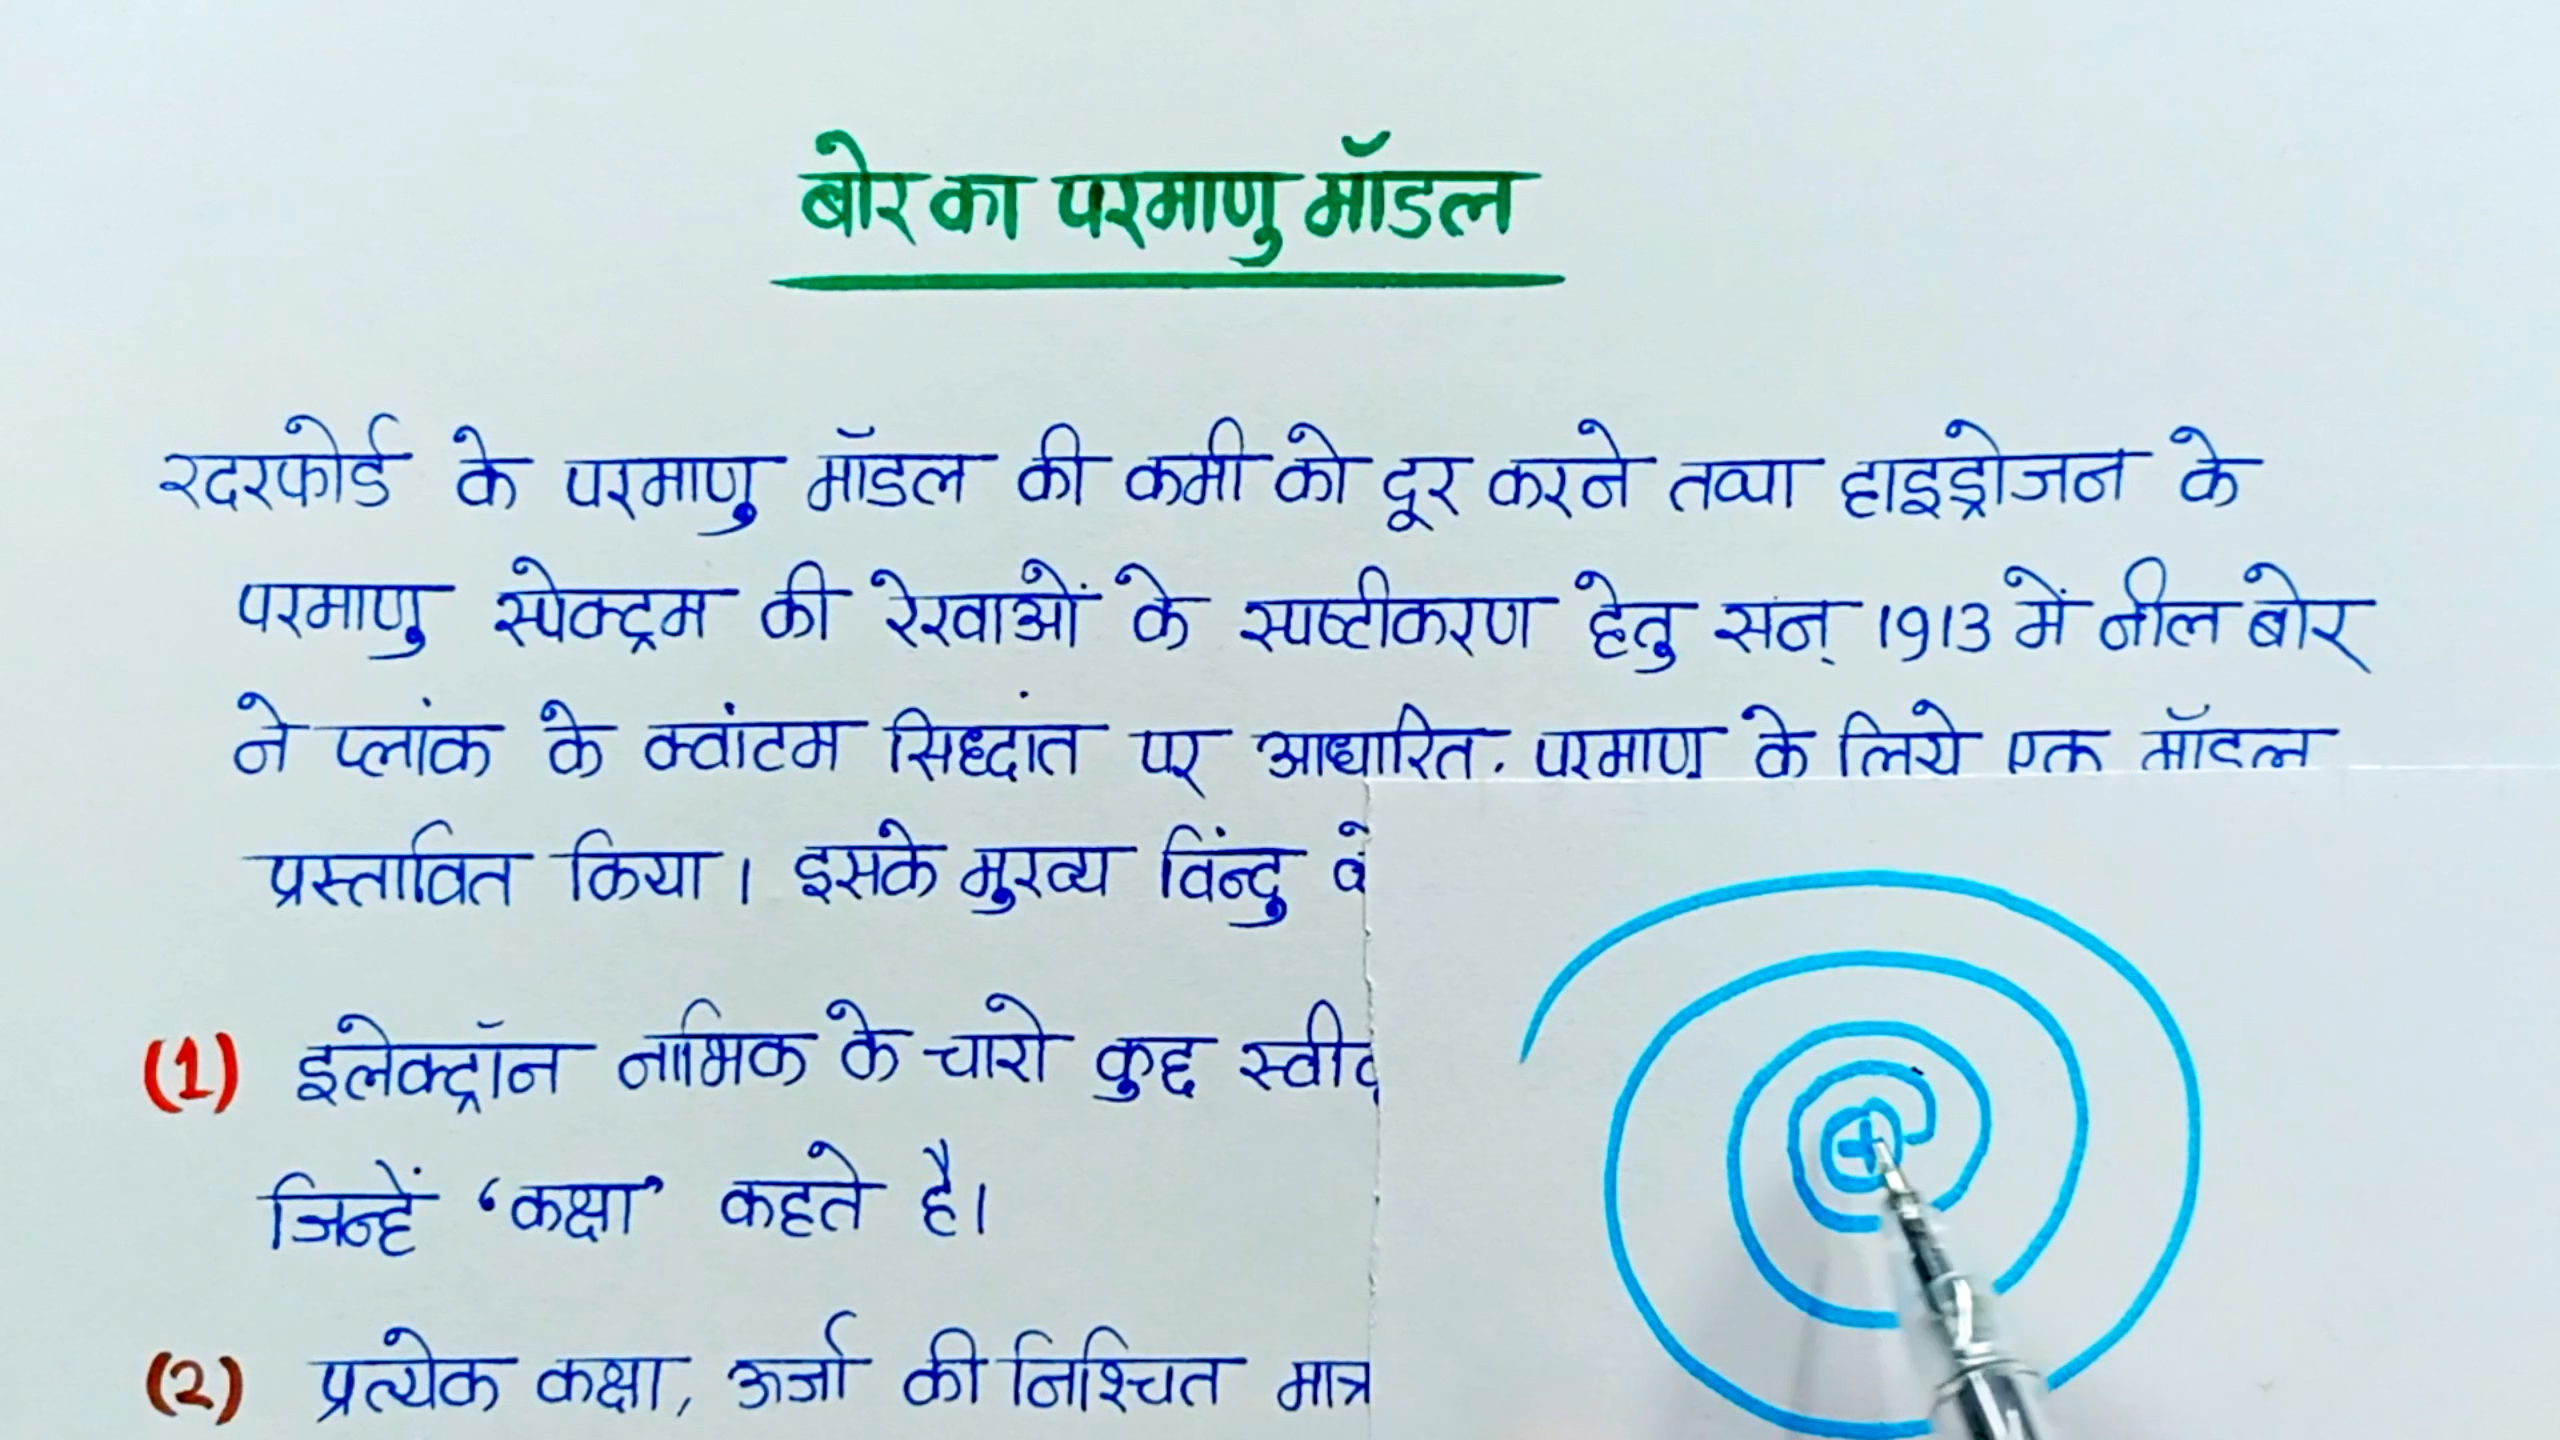 बोर का परमाणु मॉडल
रदरफोर्ड के परमाणु मॉडल की कमी को दूर करने तथा हाइड्रोजन के
परमाणु स्पेक्ट्रम की रेखाओं के स्पष्टीकरण हेतु सन् 1913 में नील बोर
ने प्लांक के क्वांटम सिध्दांत पर आधारित, परमाणु के लिये एक मॉडल
प्रस्तावित किया। इसके मुख्य विंन्दु
(1) इलेक्ट्रॉन नाभिक के चारो कुछ
जिन्हें ‘कक्षा’ कहते है।
(2) प्रत्येक कक्षा, ऊर्जा की निश्चित
+